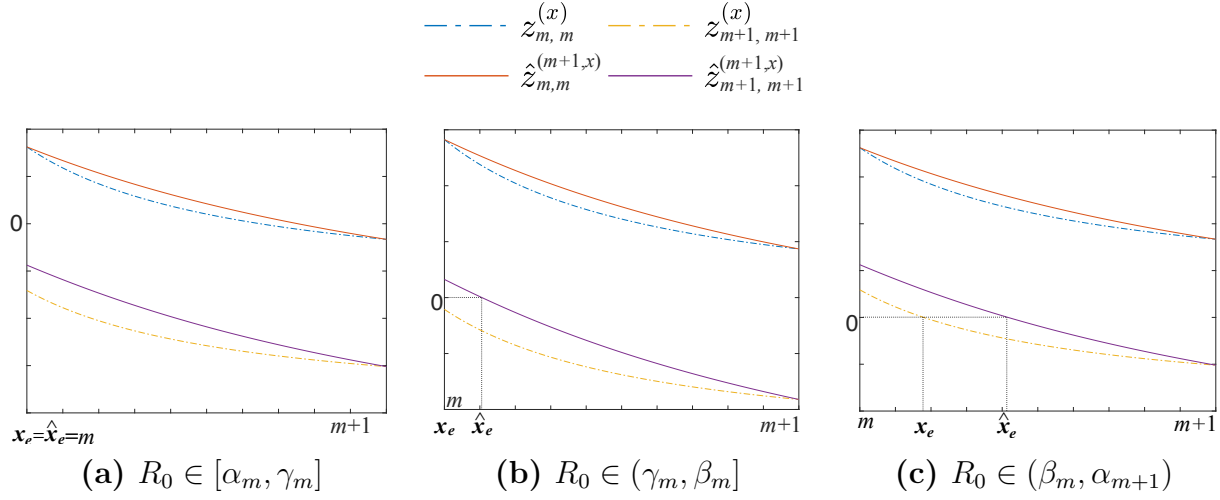 z_{m, m}^{(x)} z_{m+1, m+1}^{(x)}
ẑ_{m,m}^{(m+1,x)} ẑ_{m+1, m+1}^{(m+1,x)}
0
x_e=x̂_e=m m+1
(a) R_0 ∈ [α_m, γ_m]
0
m
x_e x̂_e m+1
(b) R_0 ∈ (γ_m, β_m]
0
m x_e x̂_e m+1
(c) R_0 ∈ (β_m, α_{m+1})